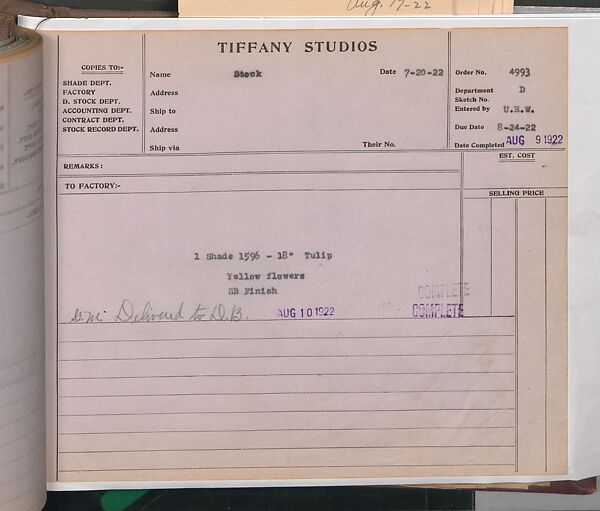 Aug. 17-22
TIFFANY STUDIOS
COPIES TO:-
SHADE DEPT.
FACTORY
D. STOCK DEPT.
ACCOUNTING DEPT.
CONTRACT DEPT.
STOCK RECORD DEPT.
Name Stock Date 7-20-22
Address
Ship to
Address
Ship via Their No.
Order No. 4993
Department D
Sketch No.
Entered by U.H.W.
Due Date 8-24-22
Date Completed AUG 9 1922
REMARKS:
EST. COST
TO FACTORY:-
SELLING PRICE
1 Shade 1596 - 18" Tulip
Yellow flowers
SB Finish
COMPLETE
Delivered to D.B. AUG 10 1922 COMPLETE